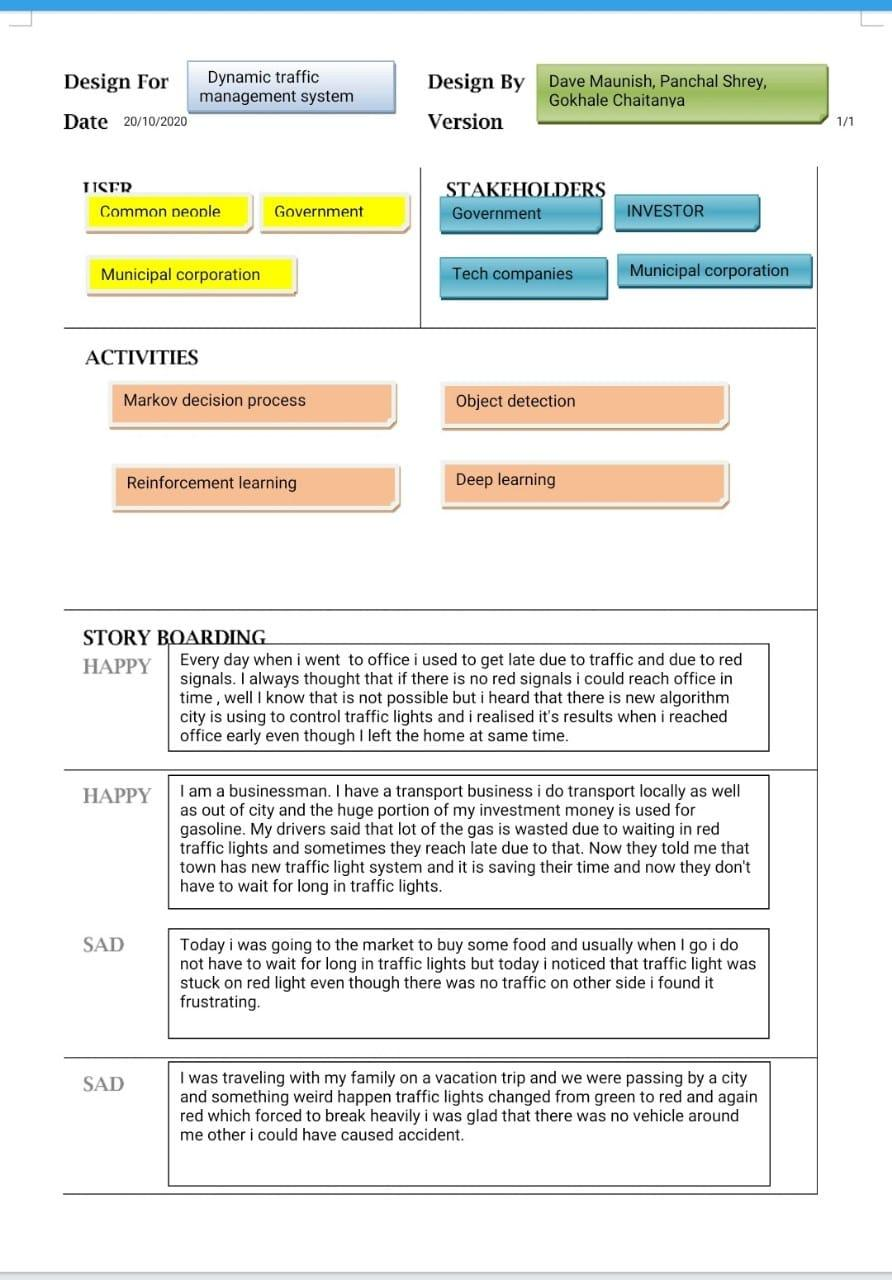 Design For
Dynamic traffic
management system
Design By
Dave Maunish, Panchal Shrey,
Gokhale Chaitanya
Date 20/10/2020
Version
1/1
USER
Common people
Government
Municipal corporation
STAKEHOLDERS
Government
INVESTOR
Tech companies
Municipal corporation
ACTIVITIES
Markov decision process
Object detection
Reinforcement learning
Deep learning
STORY BOARDING
HAPPY
Every day when i went to office i used to get late due to traffic and due to red
signals. I always thought that if there is no red signals i could reach office in
time , well I know that is not possible but i heard that there is new algorithm
city is using to control traffic lights and i realised it's results when i reached
office early even though I left the home at same time.
HAPPY
I am a businessman. I have a transport business i do transport locally as well
as out of city and the huge portion of my investment money is used for
gasoline. My drivers said that lot of the gas is wasted due to waiting in red
traffic lights and sometimes they reach late due to that. Now they told me that
town has new traffic light system and it is saving their time and now they don't
have to wait for long in traffic lights.
SAD
Today i was going to the market to buy some food and usually when I go i do
not have to wait for long in traffic lights but today i noticed that traffic light was
stuck on red light even though there was no traffic on other side i found it
frustrating.
SAD
I was traveling with my family on a vacation trip and we were passing by a city
and something weird happen traffic lights changed from green to red and again
red which forced to break heavily i was glad that there was no vehicle around
me other i could have caused accident.